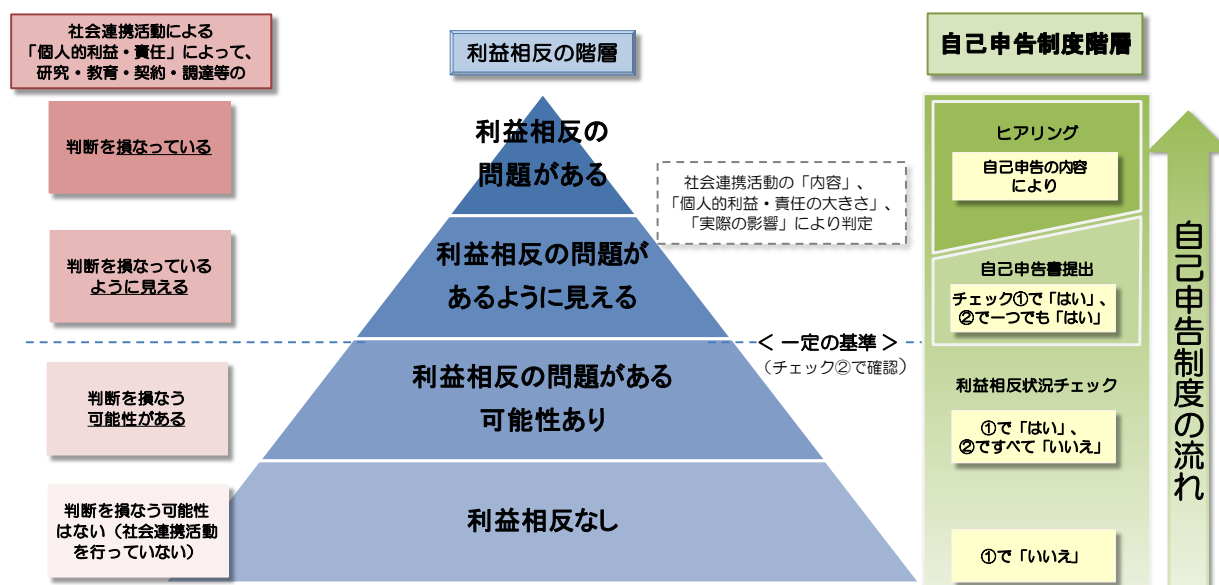 社会連携活動による
「個人的利益・責任」によって、
研究・教育・契約・調達等の
判断を損なっている
判断を損なっている
ように見える
判断を損なう
可能性がある
判断を損なう可能性
はない（社会連携活動
を行っていない）
利益相反の階層
利益相反の
問題がある
利益相反の問題が
あるように見える
利益相反の問題がある
可能性あり
利益相反なし
社会連携活動の「内容」、
「個人的利益・責任の大きさ」、
「実際の影響」により判定
＜ 一定の基準 ＞
（チェック②で確認）
自己申告制度階層
ヒアリング
自己申告の内容
により
自己申告書提出
チェック①で「はい」、
②で一つでも「はい」
利益相反状況チェック
①で「はい」、
②ですべて「いいえ」
①で「いいえ」
自己申告制度の流れ